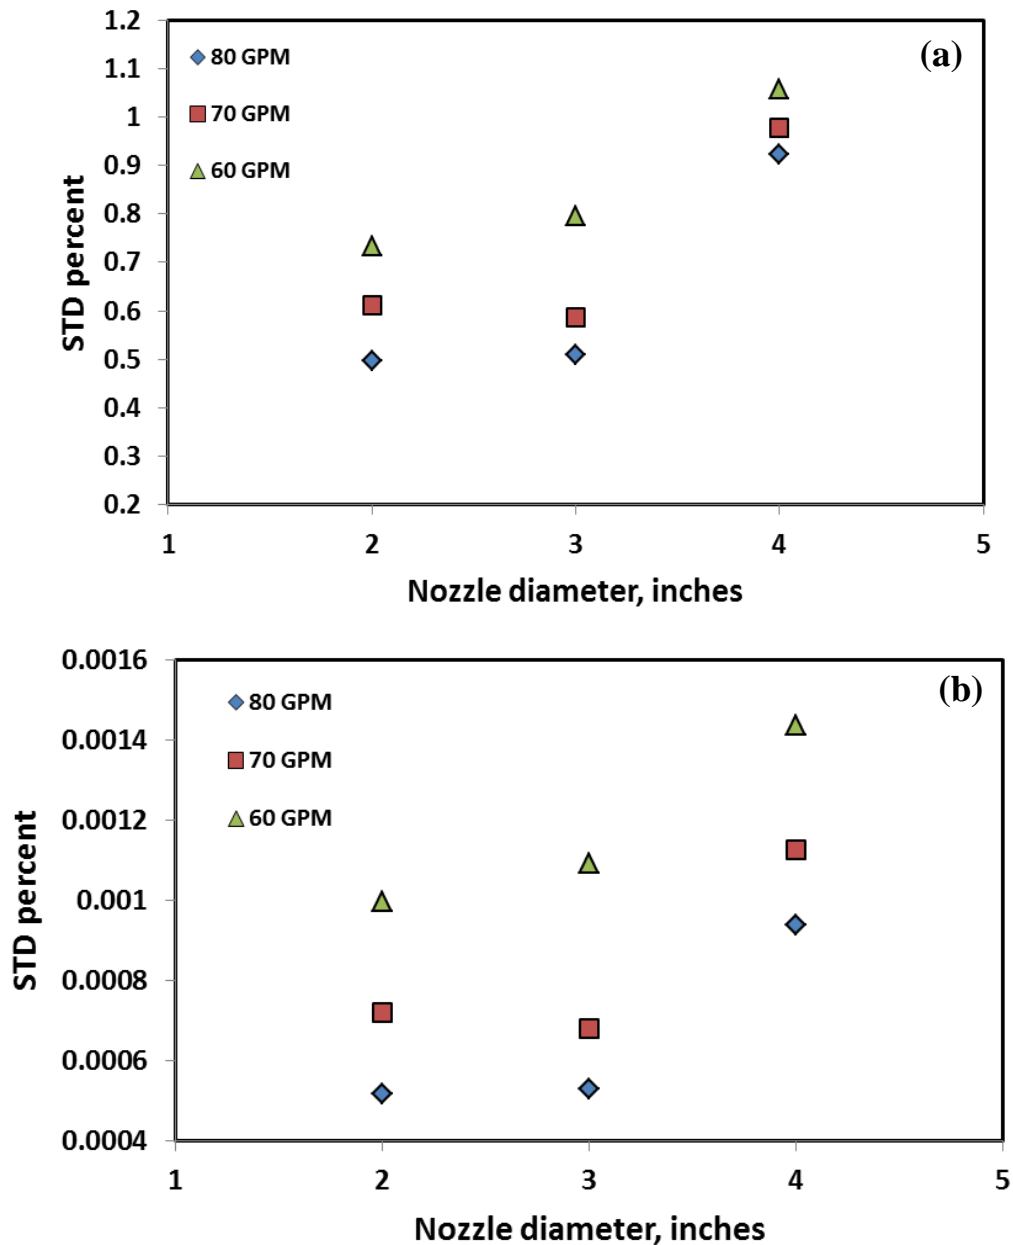 (a)
80 GPM
70 GPM
60 GPM
STD percent
1.2
1.1
1
0.9
0.8
0.7
0.6
0.5
0.4
0.3
0.2
1 2 3 4 5
Nozzle diameter, inches
(b)
80 GPM
70 GPM
60 GPM
STD percent
0.0016
0.0014
0.0012
0.001
0.0008
0.0006
0.0004
1 2 3 4 5
Nozzle diameter, inches